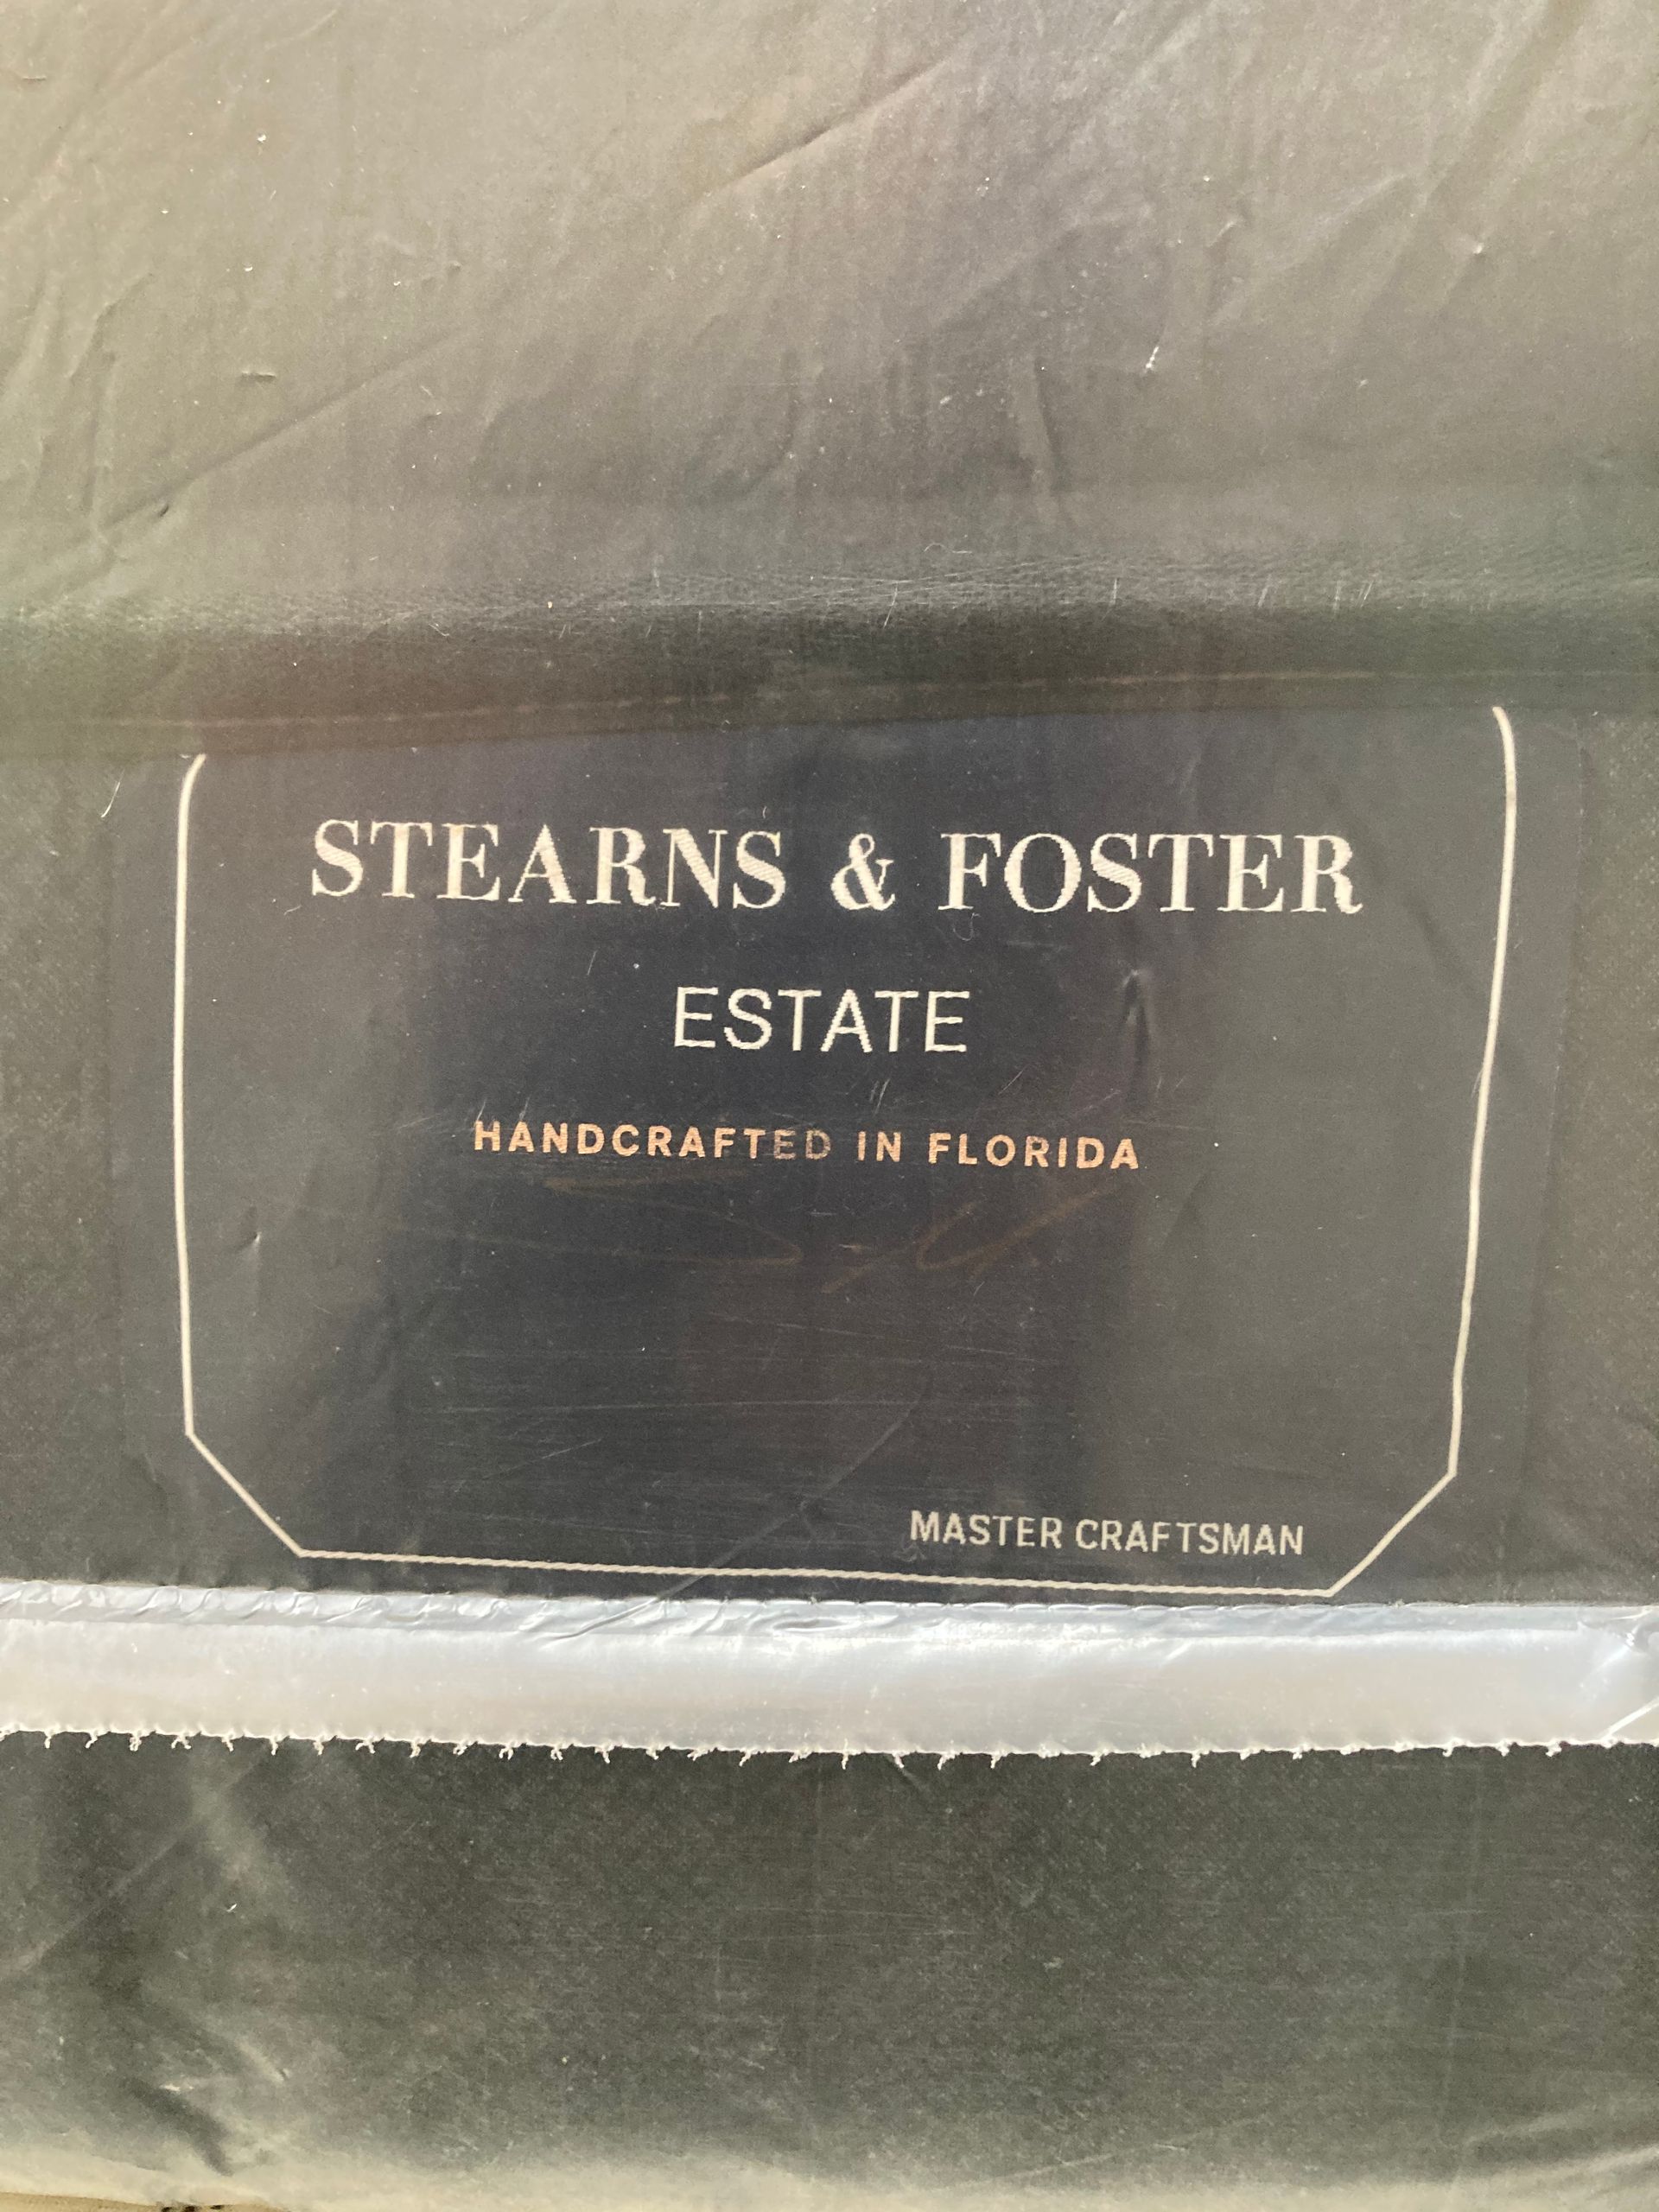 STEARNS & FOSTER
ESTATE
HANDCRAFTED IN FLORIDA
MASTER CRAFTSMAN